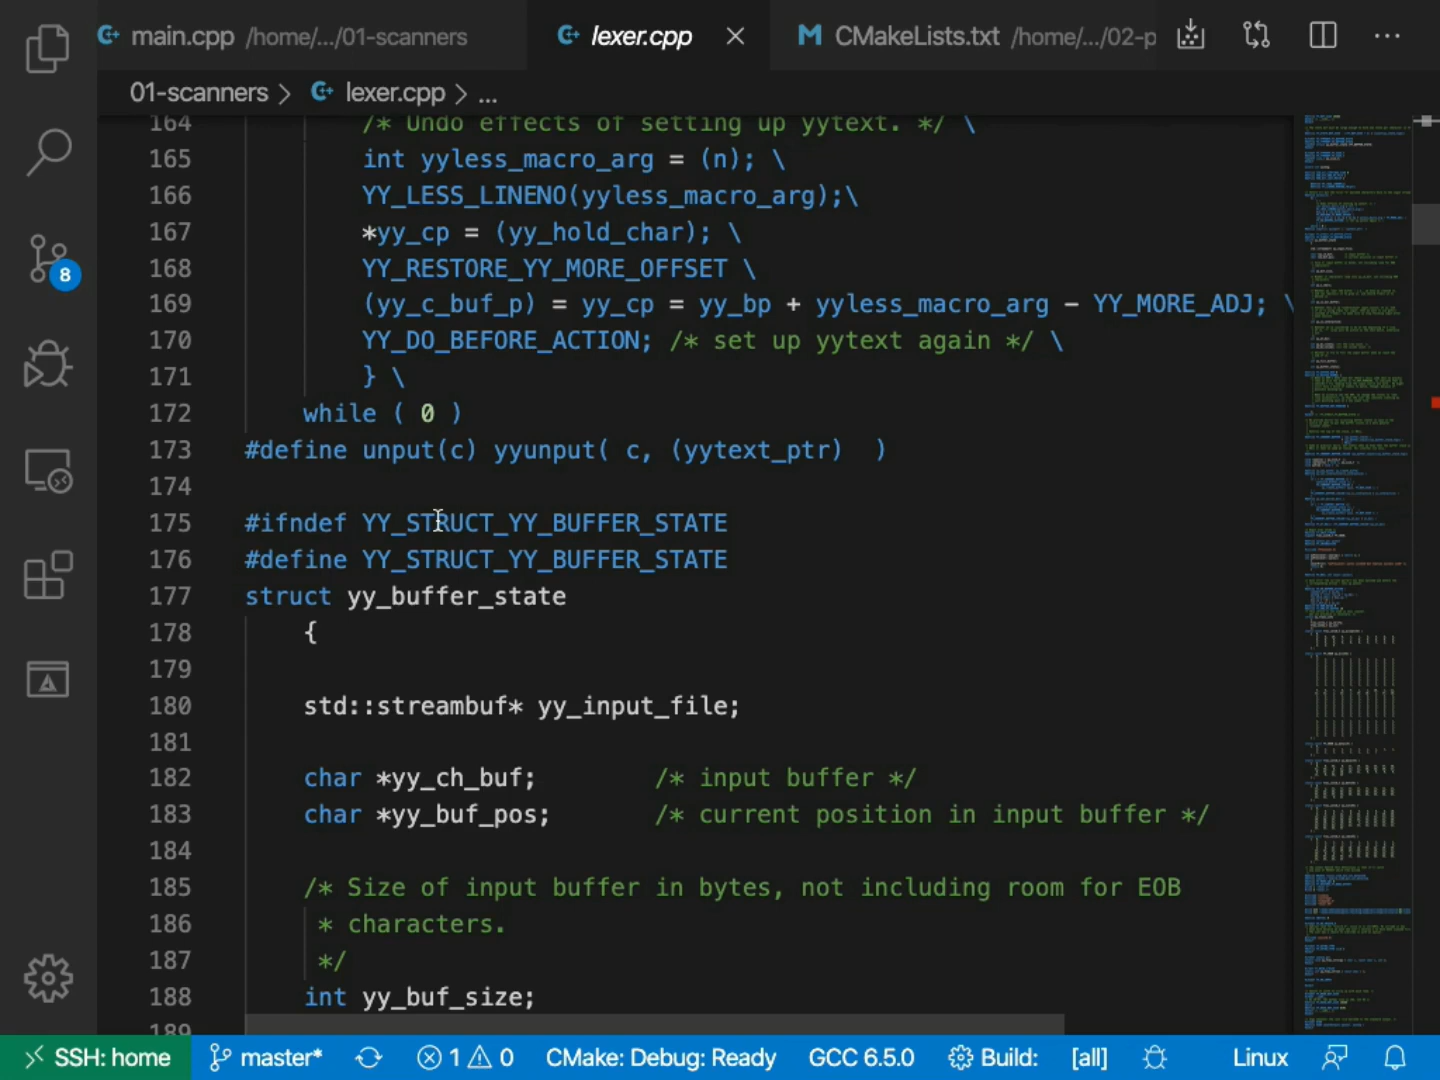 main.cpp /home/.../01-scanners
lexer.cpp
CMakeLists.txt /home/.../02-p
01-scanners > lexer.cpp > ...
164 /* Undo effects of setting up yytext. */ \
165 int yyless_macro_arg = (n); \
166 YY_LESS_LINENO(yyless_macro_arg);\
167 *yy_cp = (yy_hold_char); \
168 YY_RESTORE_YY_MORE_OFFSET \
169 (yy_c_buf_p) = yy_cp = yy_bp + yyless_macro_arg - YY_MORE_ADJ; \
170 YY_DO_BEFORE_ACTION; /* set up yytext again */ \
171 } \
172 while ( 0 )
173 #define unput(c) yyunput( c, (yytext_ptr)  )
174
175 #ifndef YY_STRUCT_YY_BUFFER_STATE
176 #define YY_STRUCT_YY_BUFFER_STATE
177 struct yy_buffer_state
178 {
179
180 std::streambuf* yy_input_file;
181
182 char *yy_ch_buf; /* input buffer */
183 char *yy_buf_pos; /* current position in input buffer */
184
185 /* Size of input buffer in bytes, not including room for EOB
186 * characters.
187 */
188 int yy_buf_size;
189
8
SSH: home master* 1 0 CMake: Debug: Ready GCC 6.5.0 Build: [all] Linux